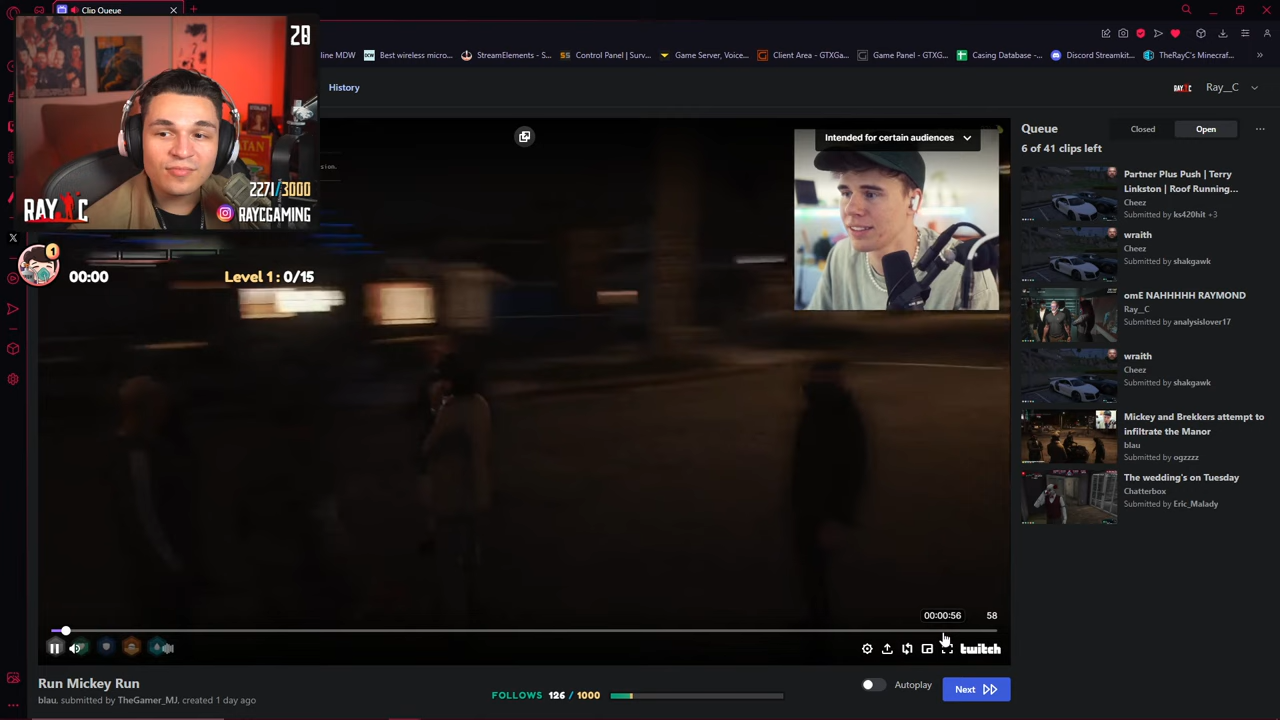 Clip Queue
28
line MDW
Best wireless micro...
StreamElements - S...
Control Panel | Surv...
Game Server, Voice...
Client Area - GTXGa...
Game Panel - GTXG...
Casing Database -...
Discord Streamkit...
TheRayC's Minecraf...
History
RAY C
Ray__C
Intended for certain audiences
Queue
Closed
Open
6 of 41 clips left
2271/3000
RAY C
RAYCGAMING
1
00:00
Level 1 : 0/15
Partner Plus Push | Terry
Linkston | Roof Running...
Cheez
Submitted by ks420hit +3
wraith
Cheez
Submitted by shakgawk
omE NAHHHHH RAYMOND
Ray__C
Submitted by analysislover17
wraith
Cheez
Submitted by shakgawk
Mickey and Brekkers attempt to
infiltrate the Manor
blau
Submitted by ogzzzz
The wedding's on Tuesday
Chatterbox
Submitted by Eric_Malady
00:00:56
58
twitch
Run Mickey Run
blau, submitted by TheGamer_MJ, created 1 day ago
FOLLOWS 126 / 1000
Autoplay
Next